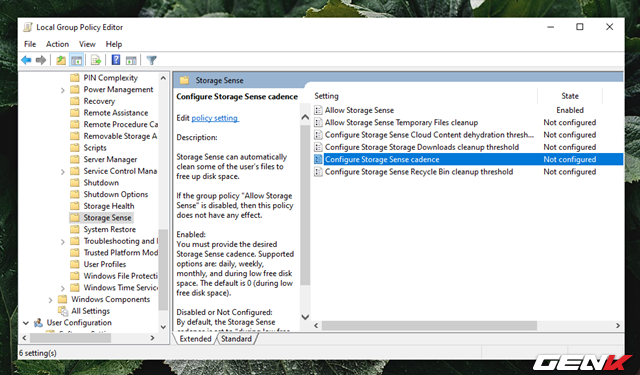 Local Group Policy Editor
File Action View Help
PIN Complexity
Power Management
Recovery
Remote Assistance
Remote Procedure Ca
Removable Storage A
Scripts
Server Manager
Service Control Mana
Shutdown
Shutdown Options
Storage Health
Storage Sense
System Restore
Troubleshooting and
Trusted Platform Mod
User Profiles
Windows File Protecti
Windows Time Service
Windows Components
All Settings
User Configuration
Storage Sense
Configure Storage Sense cadence
Edit policy setting
Description:
Storage Sense can automatically
clean some of the user's files to
free up disk space.
If the group policy "Allow Storage
Sense" is disabled, then this policy
does not have any effect.
Enabled:
You must provide the desired
Storage Sense cadence. Supported
options are: daily, weekly,
monthly, and during low free disk
space. The default is 0 (during low
free disk space).
Disabled or Not Configured:
By default, the Storage Sense
cadence is set to "during low free
Setting State
Allow Storage Sense Enabled
Allow Storage Sense Temporary Files cleanup Not configured
Configure Storage Sense Cloud Content dehydration thresh... Not configured
Configure Storage Storage Downloads cleanup threshold Not configured
Configure Storage Sense cadence Not configured
Configure Storage Sense Recycle Bin cleanup threshold Not configured
Extended Standard
6 setting(s)
GENK